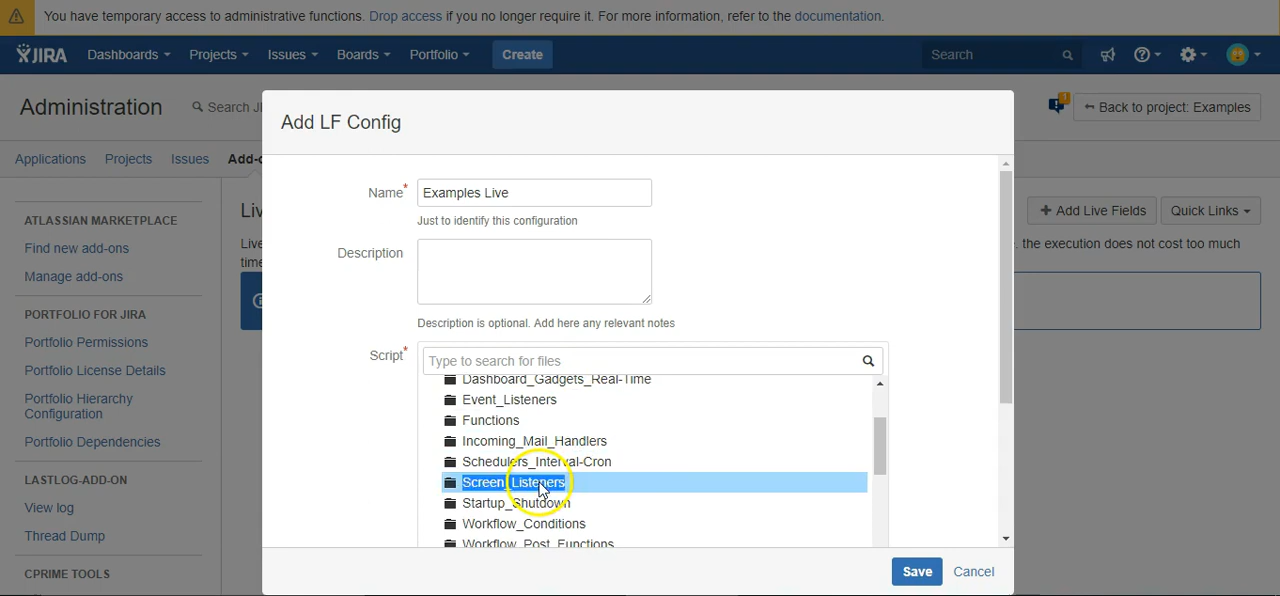 You have temporary access to administrative functions. Drop access if you no longer require it. For more information, refer to the documentation.
JIRA Dashboards Projects Issues Boards Portfolio Create Search
Administration Search Back to project: Examples
Add LF Config
Applications Projects Issues
Name* Examples Live
Just to identify this configuration
ATLASSIAN MARKETPLACE
Find new add-ons
Manage add-ons
+ Add Live Fields Quick Links
the execution does not cost too much
Description
Description is optional. Add here any relevant notes
PORTFOLIO FOR JIRA
Portfolio Permissions
Portfolio License Details
Portfolio Hierarchy
Configuration
Portfolio Dependencies
Script* Type to search for files
Dashboard_Gadgets_Real-Time
Event_Listeners
Functions
Incoming_Mail_Handlers
Schedulers_Interval-Cron
Screen_Listeners
Startup_Shutdown
Workflow_Conditions
Workflow_Post_Functions
LASTLOG-ADD-ON
View log
Thread Dump
CPRIME TOOLS
Save Cancel